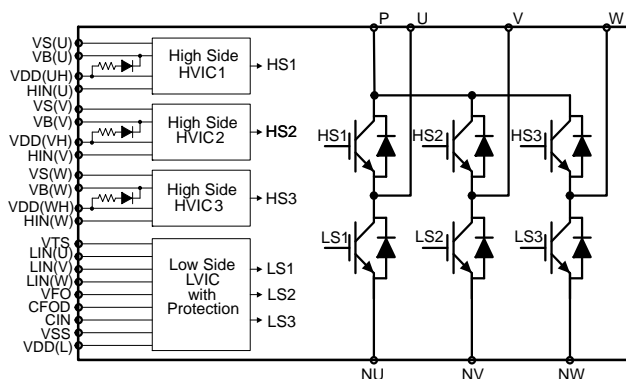 P U V W
VS(U)
VB(U)
VDD(UH)
HIN(U)
High Side
HVIC1
HS1
VS(V)
VB(V)
VDD(VH)
HIN(V)
High Side
HVIC2
HS2
VS(W)
VB(W)
VDD(WH)
HIN(W)
High Side
HVIC3
HS3
VTS
LIN(U)
LIN(V)
LIN(W)
VFO
CFOD
CIN
VSS
VDD(L)
Low Side
LVIC
with
Protection
LS1
LS2
LS3
HS1 HS2 HS3
LS1 LS2 LS3
NU NV NW